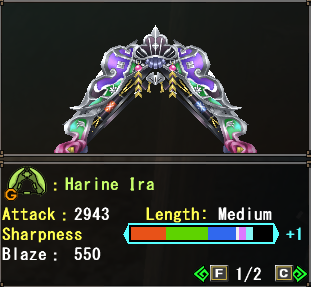 G : Harine Ira
Attack : 2943 Length: Medium
Sharpness +1
Blaze : 550
F 1/2 C